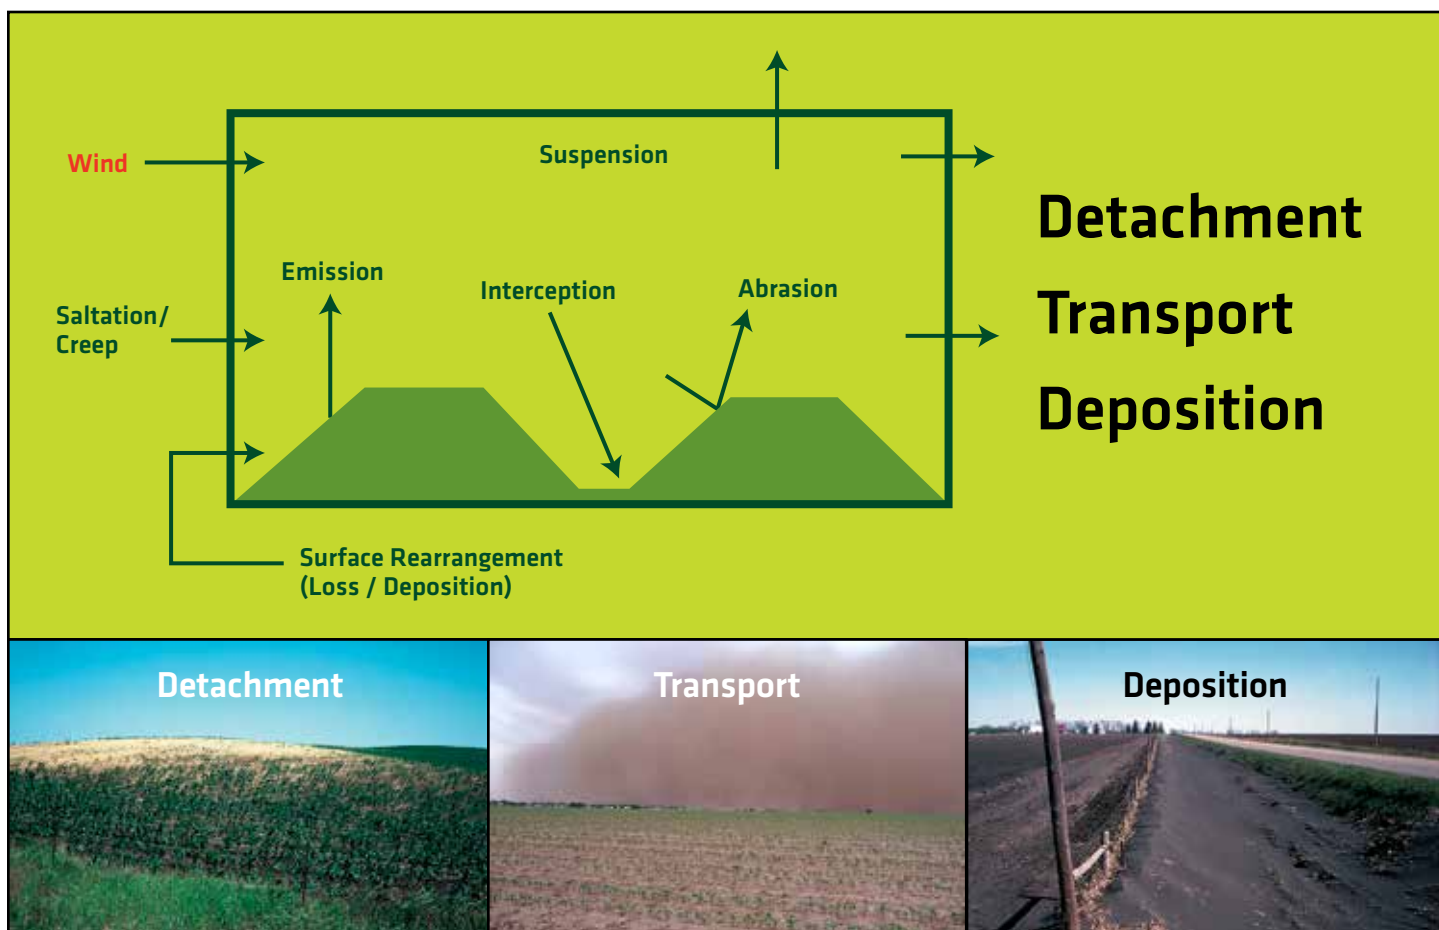 Wind
Suspension
Emission
Interception
Abrasion
Saltation/
Creep
Surface Rearrangement
(Loss / Deposition)
Detachment
Transport
Deposition
Detachment
Transport
Deposition